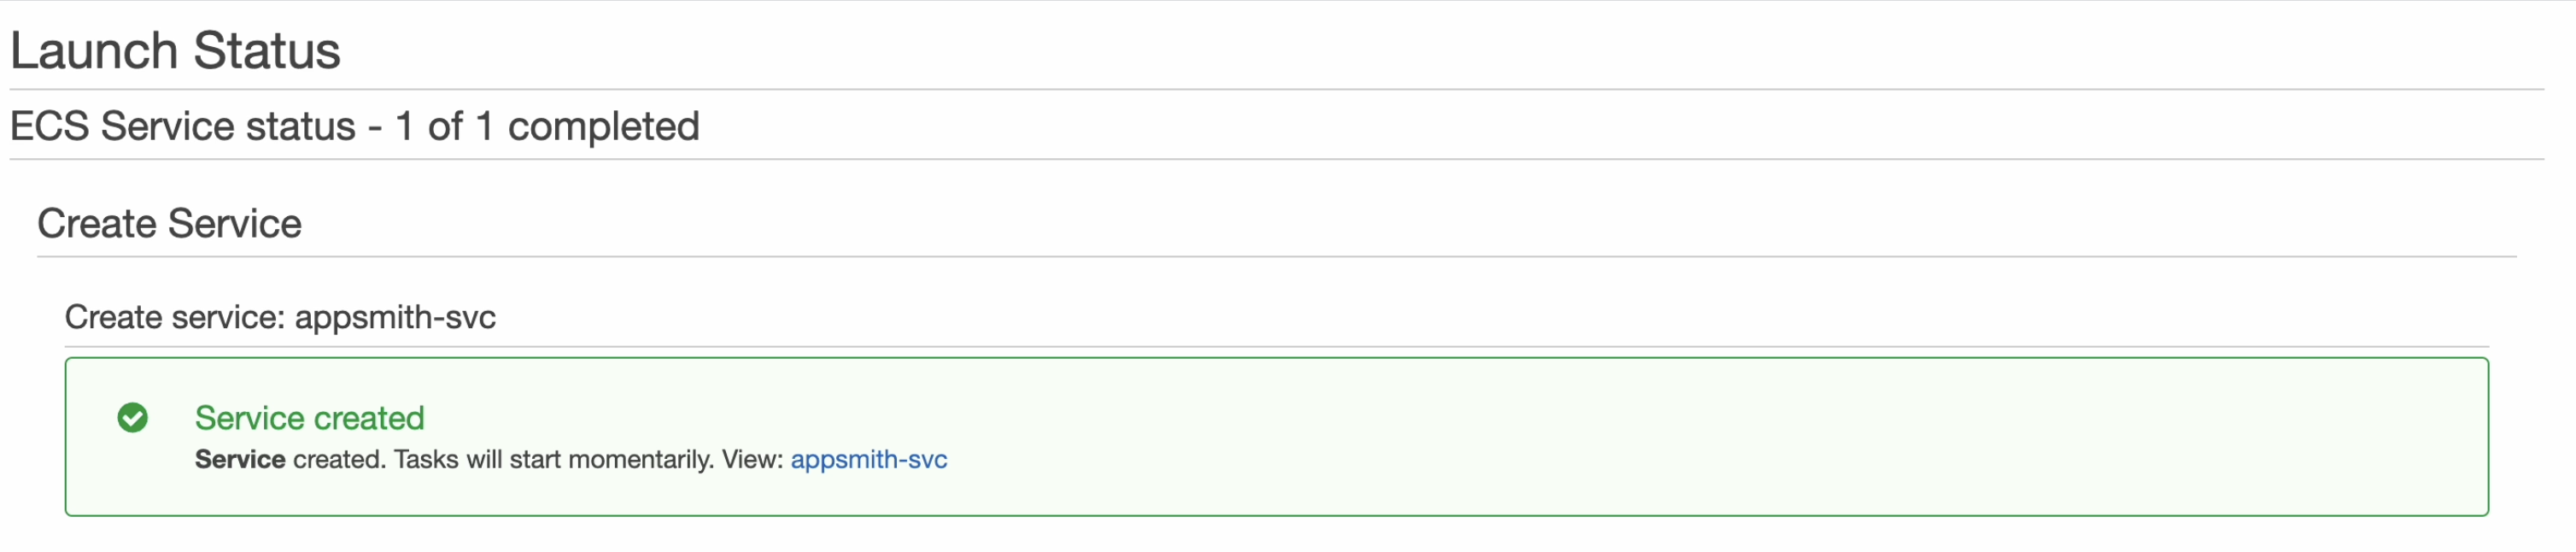 Launch Status
ECS Service status - 1 of 1 completed
Create Service
Create service: appsmith-svc
Service created
Service created. Tasks will start momentarily. View: appsmith-svc